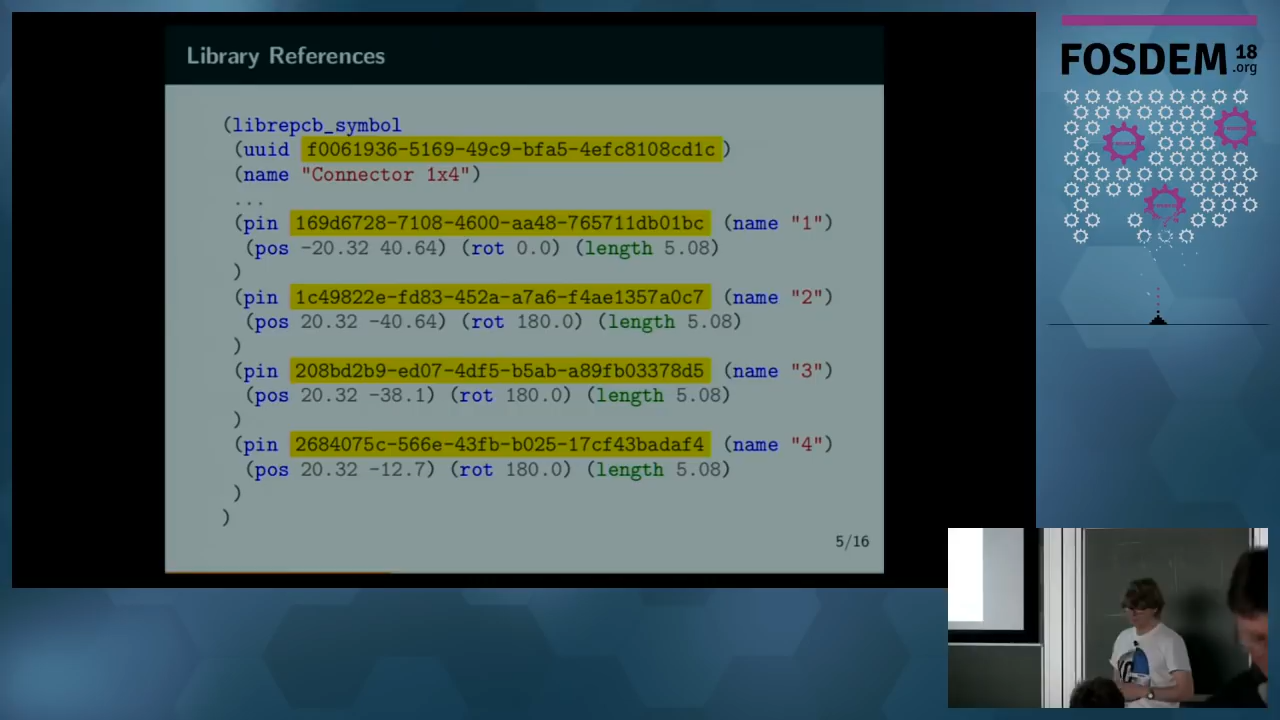 Library References
(librepcb_symbol
(uuid f0061936-5169-49c9-bfa5-4efc8108cd1c)
(name "Connector 1x4")
...
(pin 169d6728-7108-4600-aa48-765711db01bc (name "1")
(pos -20.32 40.64) (rot 0.0) (length 5.08)
)
(pin 1c49822e-fd83-452a-a7a6-f4ae1357a0c7 (name "2")
(pos 20.32 -40.64) (rot 180.0) (length 5.08)
)
(pin 208bd2b9-ed07-4df5-b5ab-a89fb03378d5 (name "3")
(pos 20.32 -38.1) (rot 180.0) (length 5.08)
)
(pin 2684075c-566e-43fb-b025-17cf43badaf4 (name "4")
(pos 20.32 -12.7) (rot 180.0) (length 5.08)
)
)
5/16
FOSDEM 18
.org